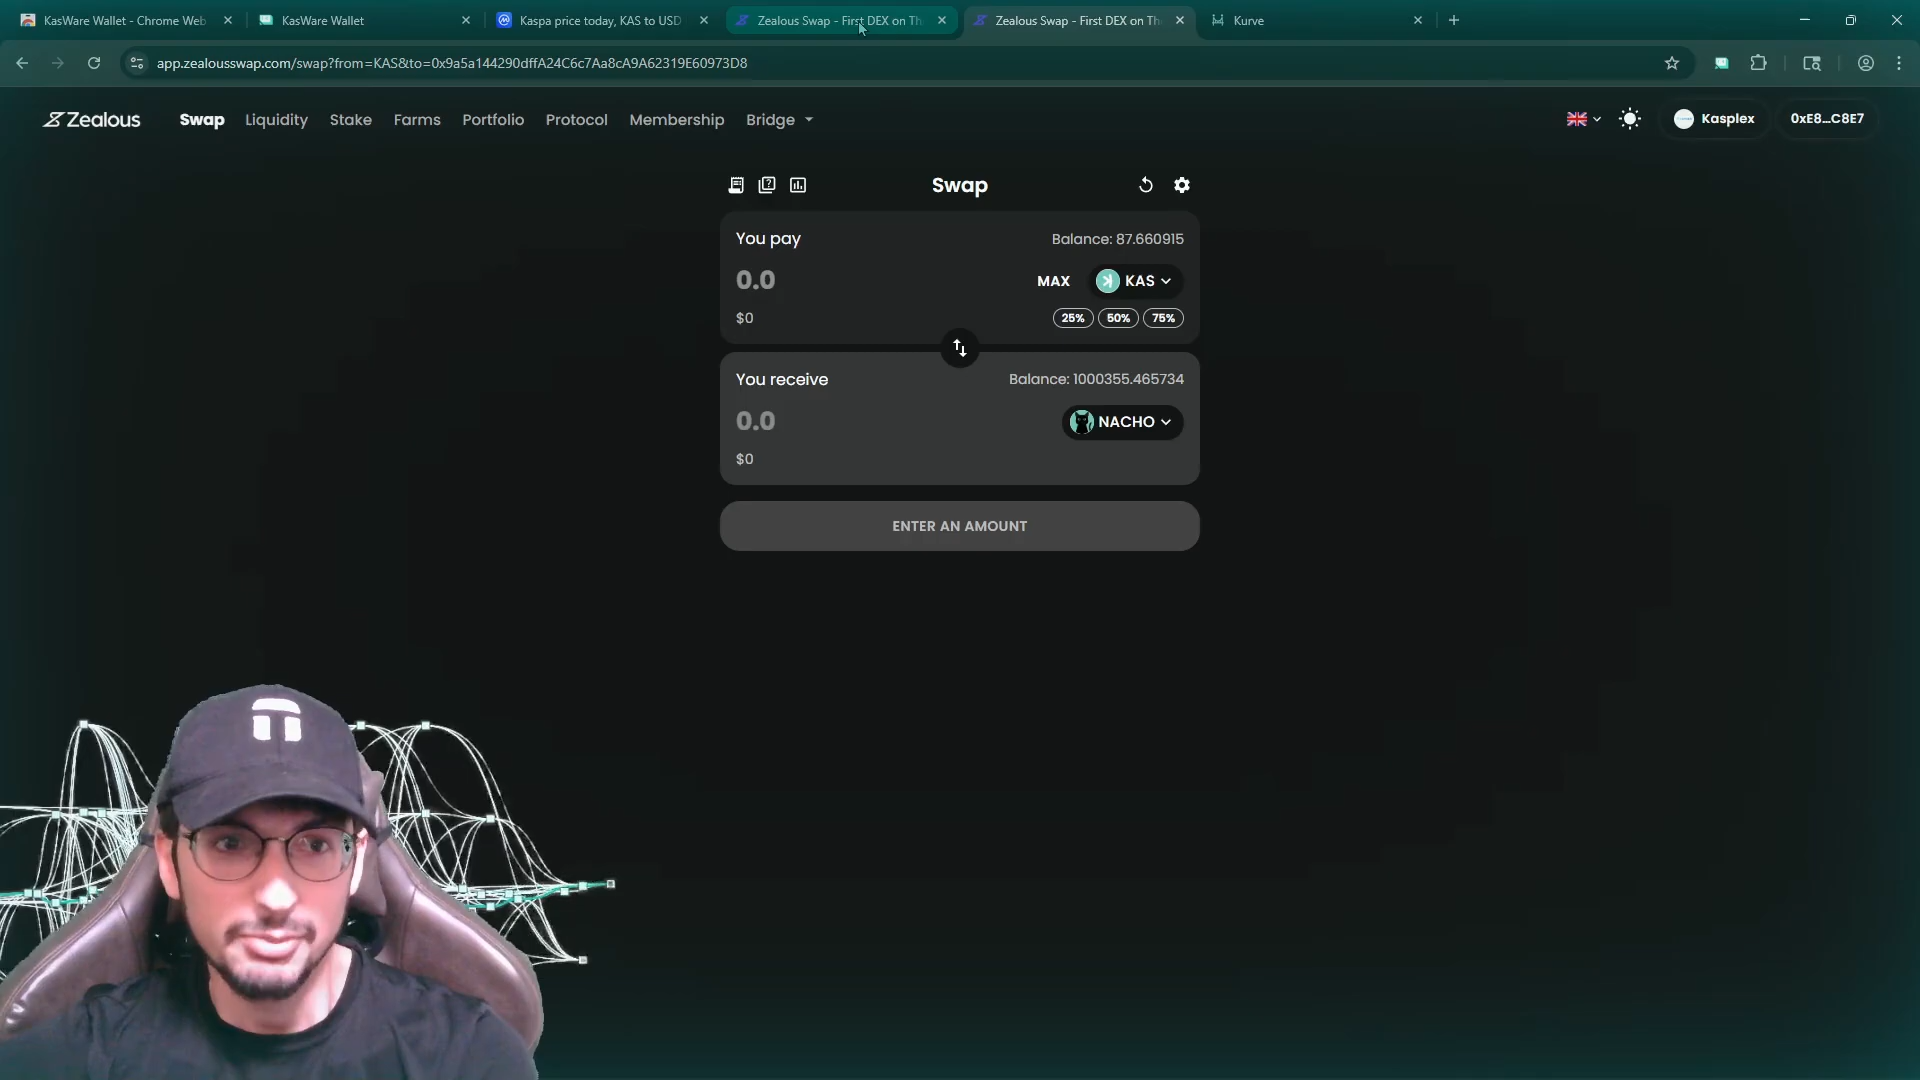 KasWare Wallet - Chrome Web
KasWare Wallet
Kaspa price today, KAS to USD
Zealous Swap - First DEX on Th
Zealous Swap - First DEX on Th
Kurve
app.zealousswap.com/swap?from=KAS&to=0x9a5a144290dffA24C6c7Aa8cA9A62319E60973D8
Zealous
Swap
Liquidity
Stake
Farms
Portfolio
Protocol
Membership
Bridge
Kasplex
0xE8...C8E7
Swap
You pay
Balance: 87.660915
0.0
MAX
KAS
$0
25%
50%
75%
You receive
Balance: 1000355.465734
0.0
NACHO
$0
ENTER AN AMOUNT